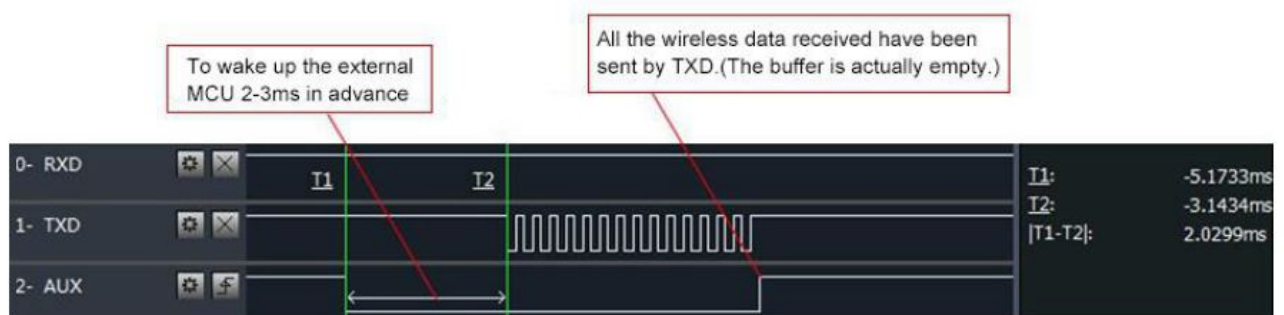 To wake up the external
MCU 2-3ms in advance
All the wireless data received have been
sent by TXD.(The buffer is actually empty.)
0- RXD
T1
T2
1- TXD
2- AUX
T1: -5.1733ms
T2: -3.1434ms
|T1-T2|: 2.0299ms